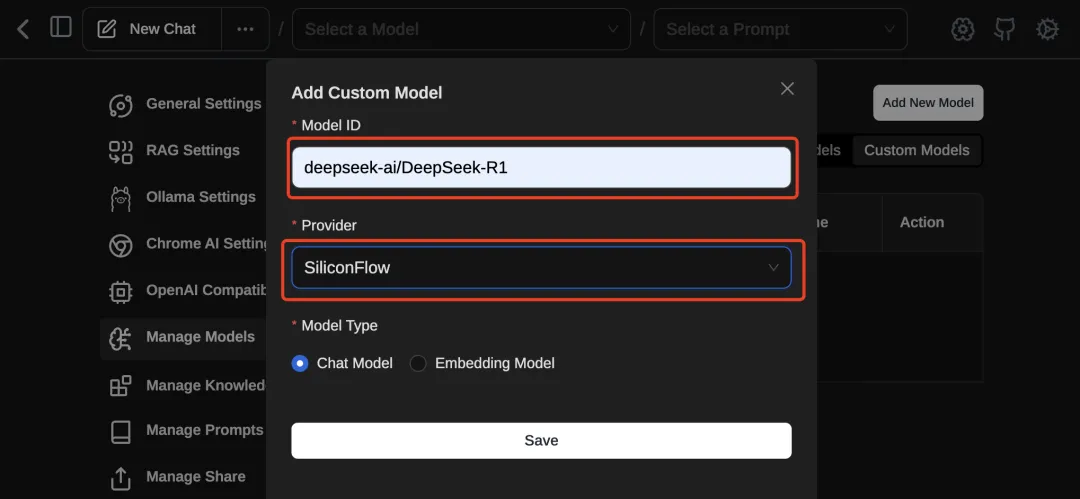 New Chat
/
Select a Model
/
Select a Prompt
General Settings
RAG Settings
Ollama Settings
Chrome AI Setting
OpenAI Compatib
Manage Models
Manage Knowled
Manage Prompts
Manage Share
Add Custom Model
* Model ID
deepseek-ai/DeepSeek-R1
* Provider
SiliconFlow
* Model Type
Chat Model
Embedding Model
Save
Add New Model
dels
Custom Models
Action